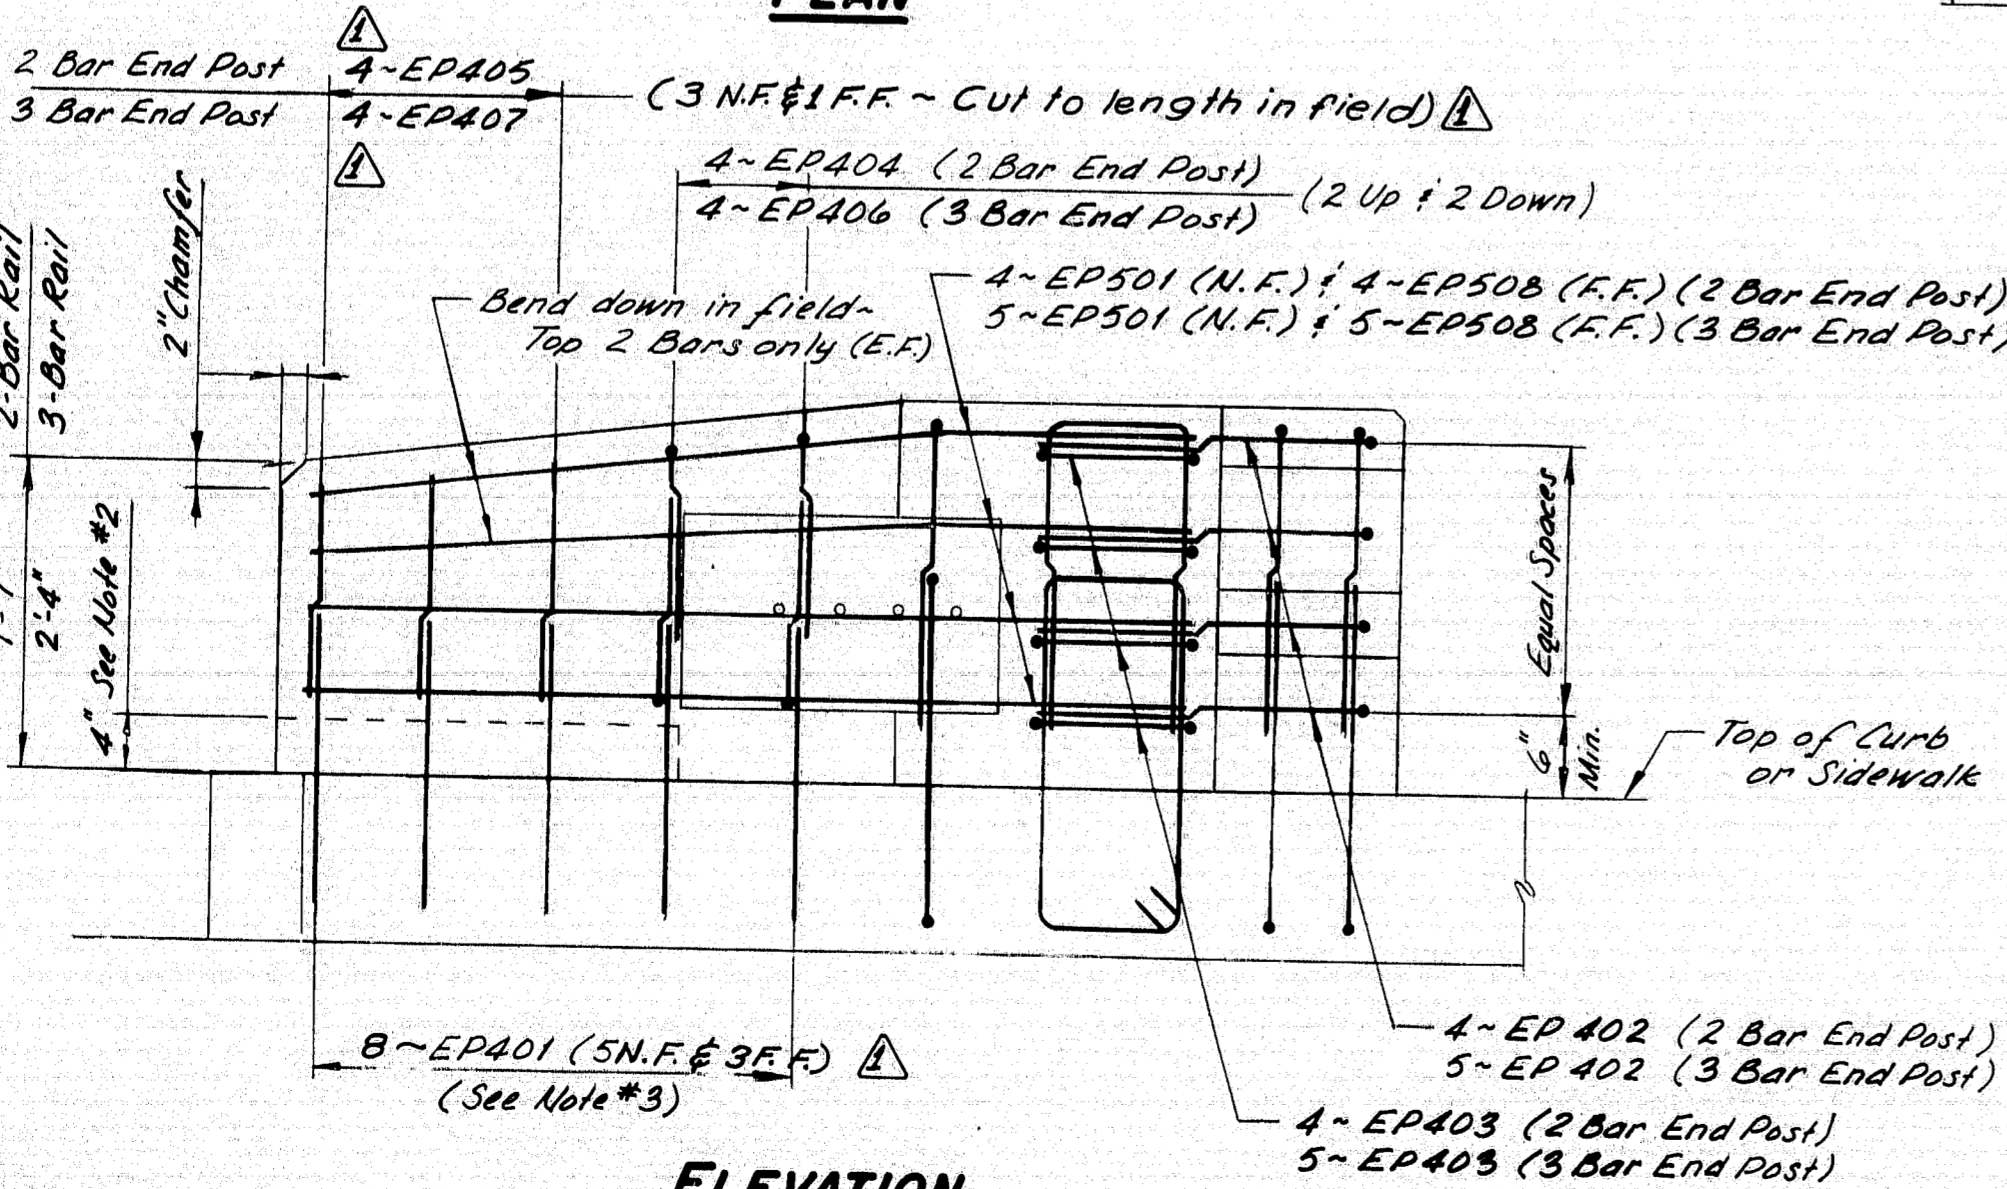 PLAN
1
2 Bar End Post 4~EP405
3 Bar End Post 4~EP407
(3 N.F. & 1 F.F. ~ Cut to length in field) 1
1
4~EP404 (2 Bar End Post)
4~EP406 (3 Bar End Post)
(2 Up & 2 Down)
2-Bar Rail
3-Bar Rail
2" Chamfer
Bend down in field~
Top 2 Bars only (E.F.)
4~EP501 (N.F.) & 4~EP508 (F.F.) (2 Bar End Post)
5~EP501 (N.F.) & 5~EP508 (F.F.) (3 Bar End Post)
2'-4"
4" See Note #2
Equal Spaces
6" Min.
Top of Curb
or Sidewalk
8~EP401 (5 N.F. & 3 F.F.) 1
(See Note #3)
4~EP402 (2 Bar End Post)
5~EP402 (3 Bar End Post)
4~EP403 (2 Bar End Post)
5~EP403 (3 Bar End Post)
ELEVATION